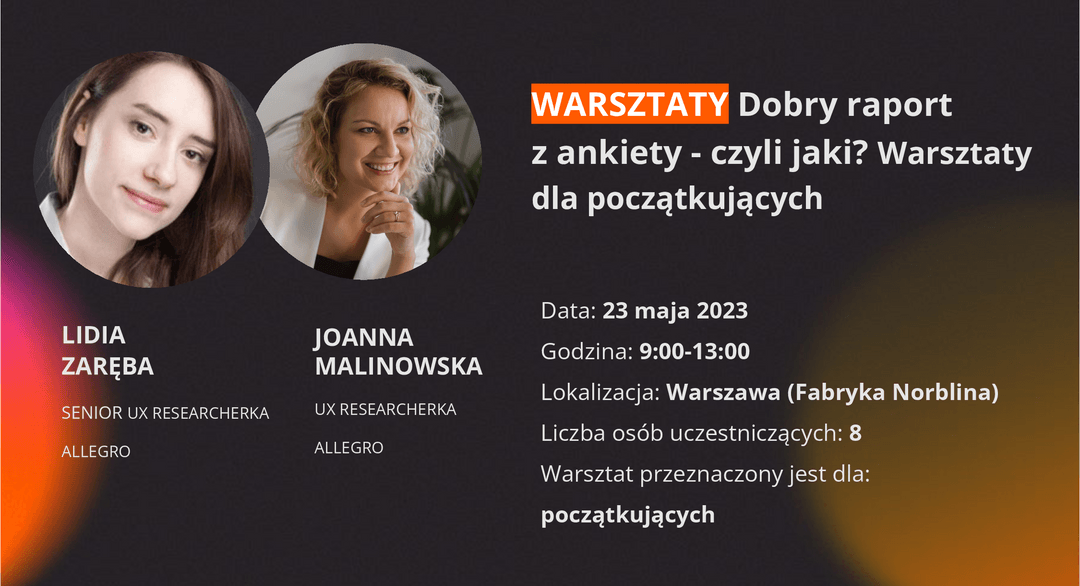 WARSZTATY Dobry raport
z ankiety - czyli jaki? Warsztaty
dla początkujących
LIDIA
ZARĘBA
SENIOR UX RESEARCHERKA
ALLEGRO
JOANNA
MALINOWSKA
UX RESEARCHERKA
ALLEGRO
Data: 23 maja 2023
Godzina: 9:00-13:00
Lokalizacja: Warszawa (Fabryka Norblina)
Liczba osób uczestniczących: 8
Warsztat przeznaczony jest dla:
początkujących